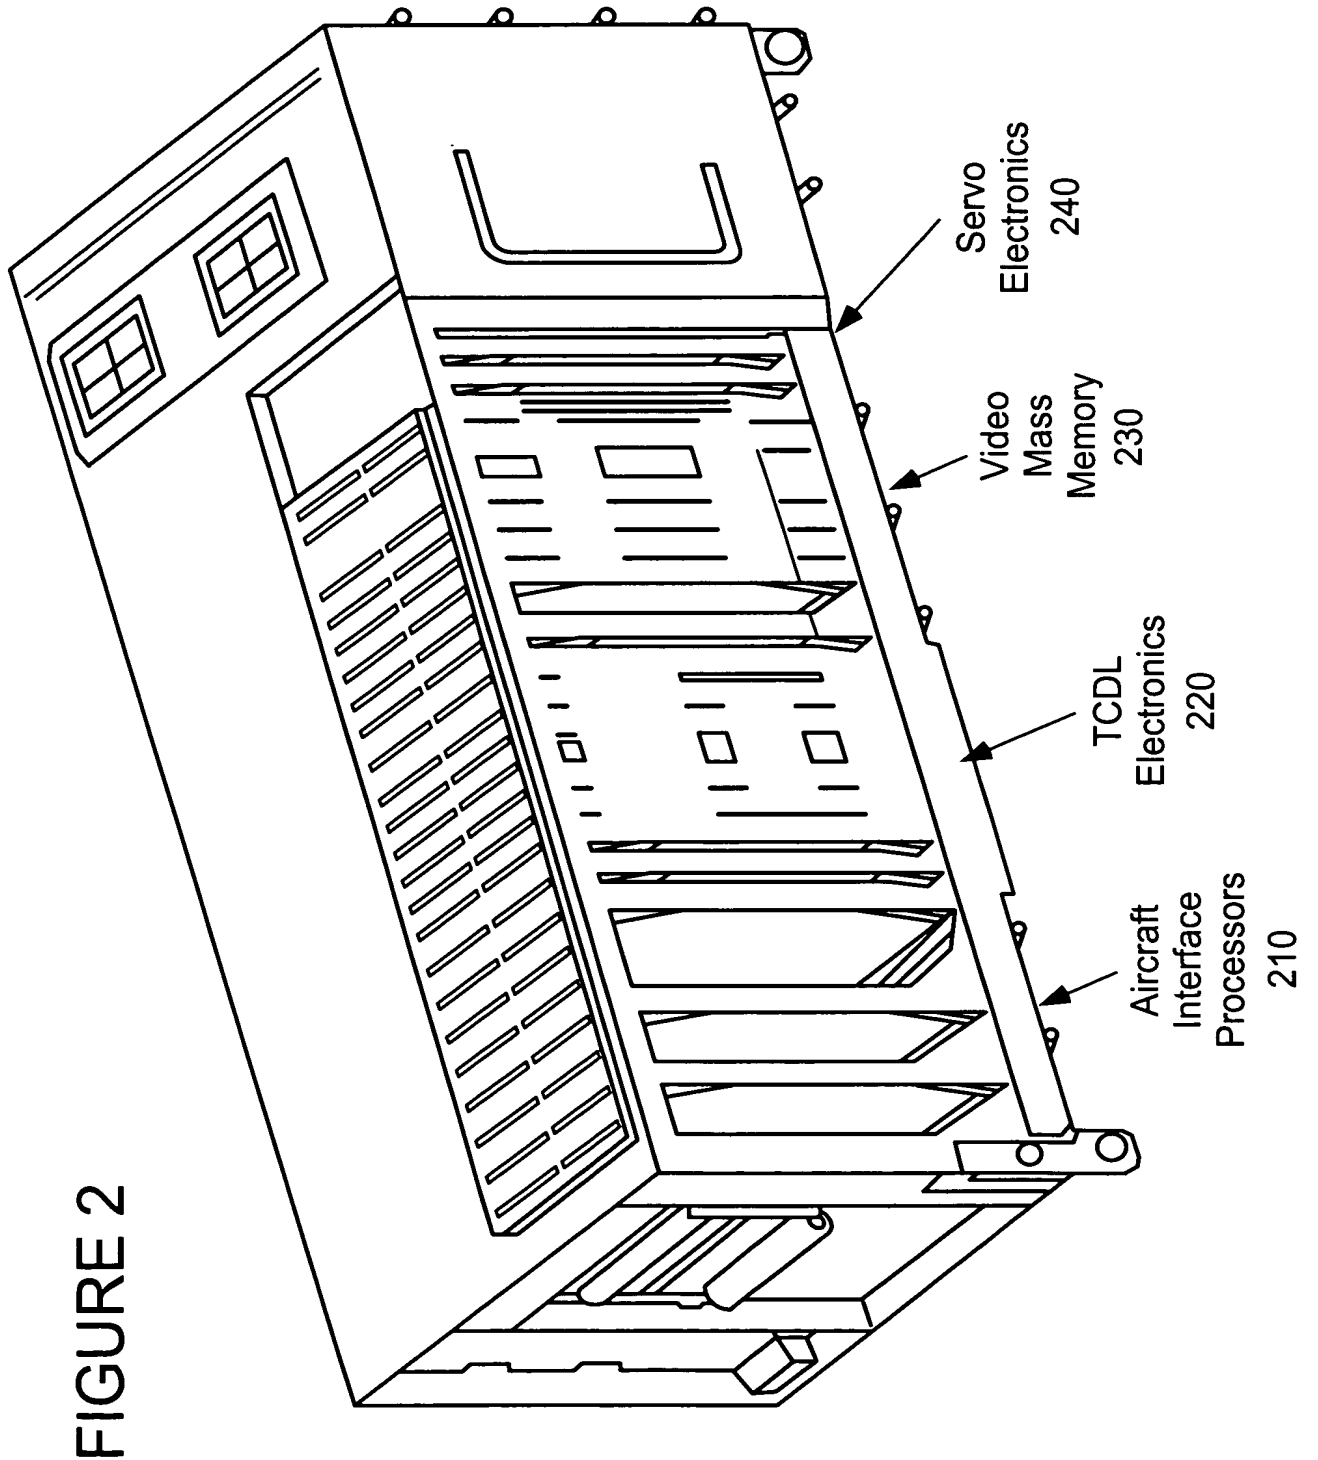 FIGURE 2
Aircraft
Interface
Processors
210
TCDL
Electronics
220
Video
Mass
Memory
230
Servo
Electronics
240